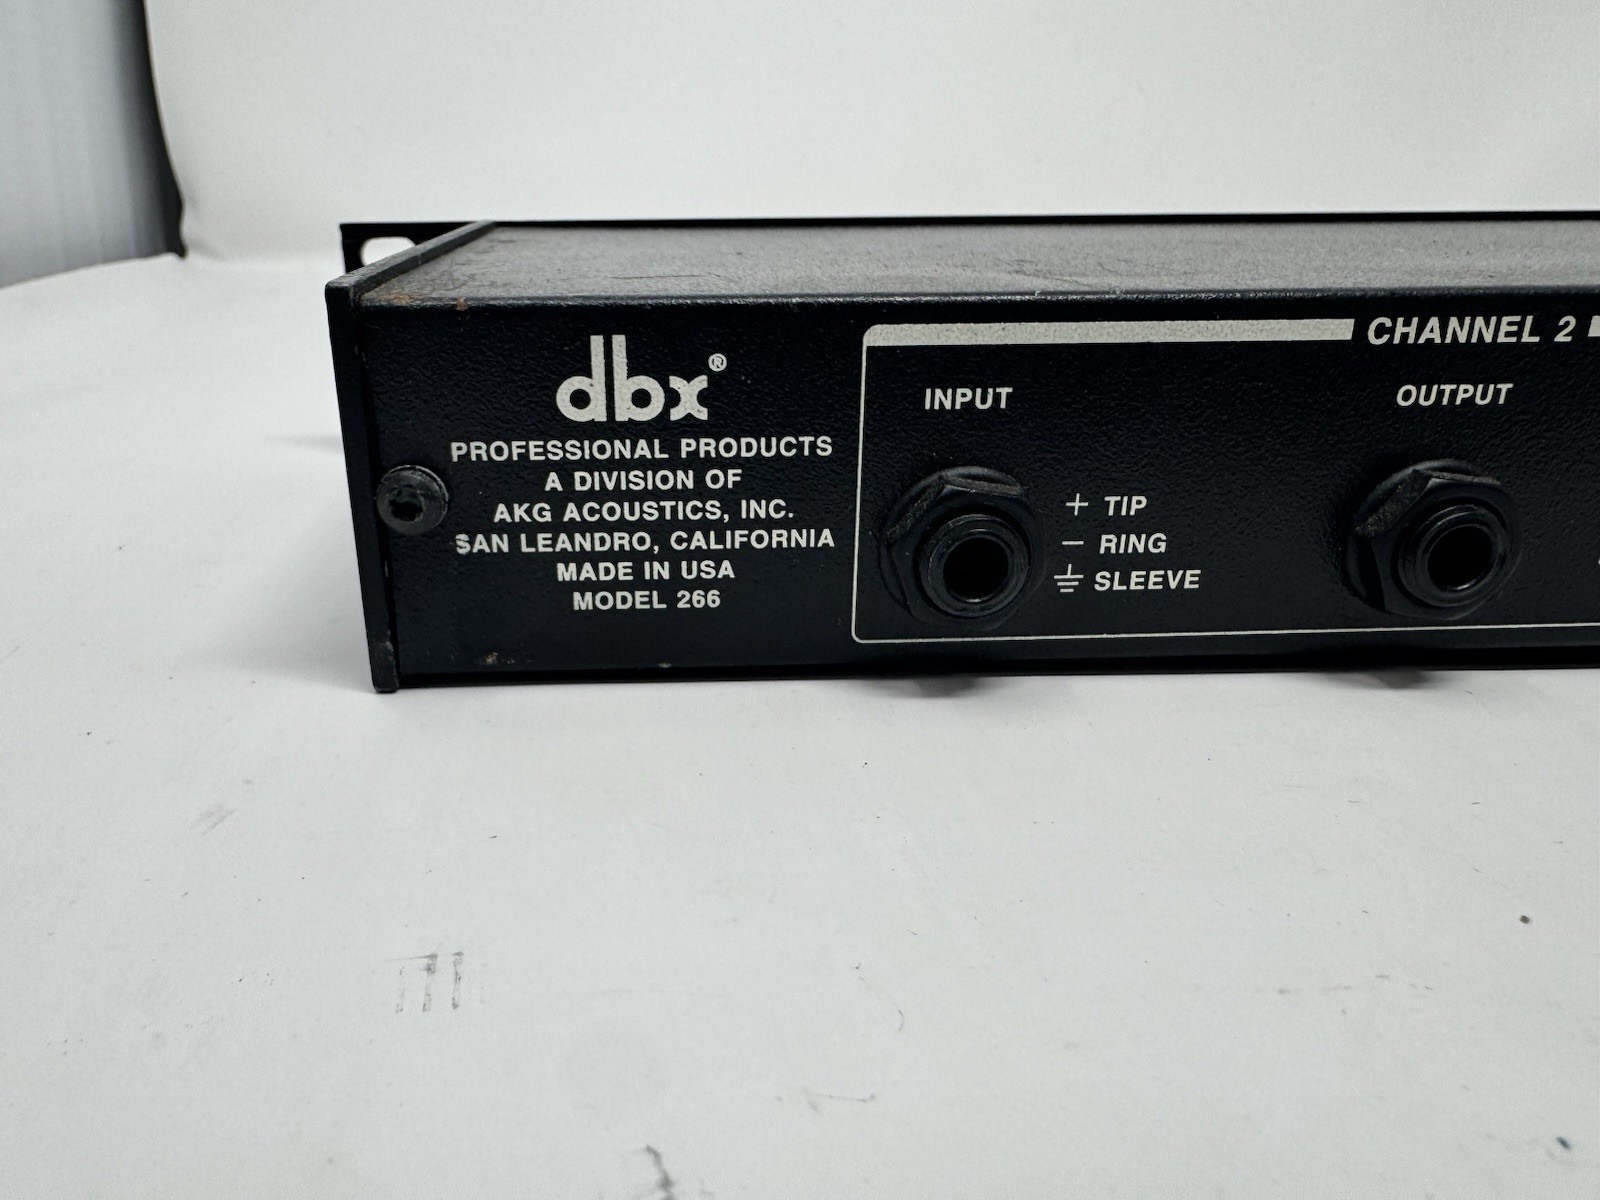 dbx®
PROFESSIONAL PRODUCTS
A DIVISION OF
AKG ACOUSTICS, INC.
SAN LEANDRO, CALIFORNIA
MADE IN USA
MODEL 266
CHANNEL 2
INPUT
OUTPUT
+ TIP
− RING
⏚ SLEEVE